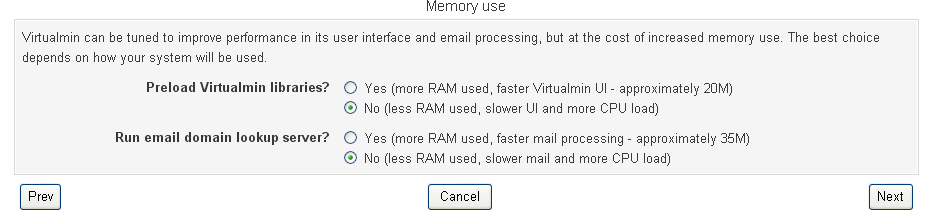 Memory use
Virtualmin can be tuned to improve performance in its user interface and email processing, but at the cost of increased memory use. The best choice
depends on how your system will be used.
Preload Virtualmin libraries? Yes (more RAM used, faster Virtualmin UI - approximately 20M)
No (less RAM used, slower UI and more CPU load)
Run email domain lookup server? Yes (more RAM used, faster mail processing - approximately 35M)
No (less RAM used, slower mail and more CPU load)
Prev Cancel Next